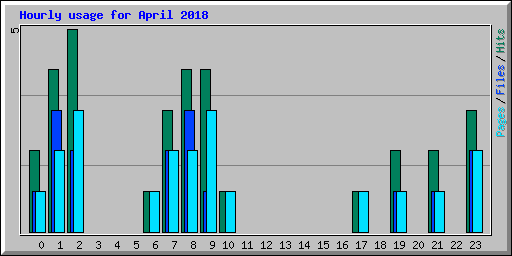 Hourly usage for April 2018
5
Pages/Files/Hits
0 1 2 3 4 5 6 7 8 9 10 11 12 13 14 15 16 17 18 19 20 21 22 23